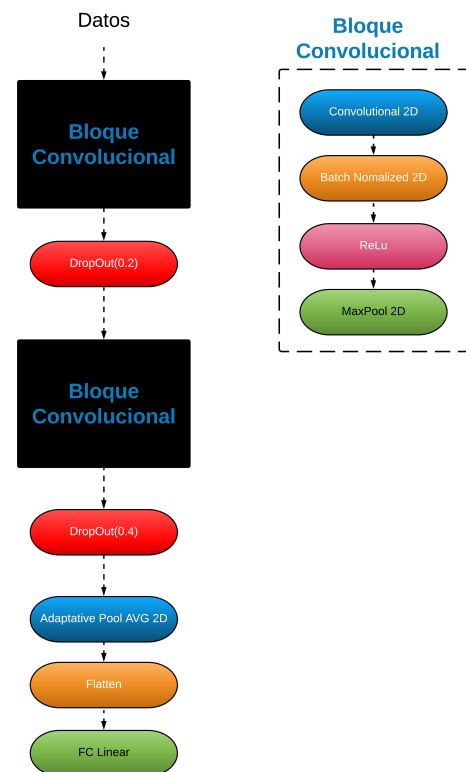 Datos
Bloque
Convolucional
DropOut(0.2)
Bloque
Convolucional
DropOut(0.4)
Adaptative Pool AVG 2D
Flatten
FC Linear
Bloque
Convolucional
Convolutional 2D
Batch Nomalized 2D
ReLu
MaxPool 2D